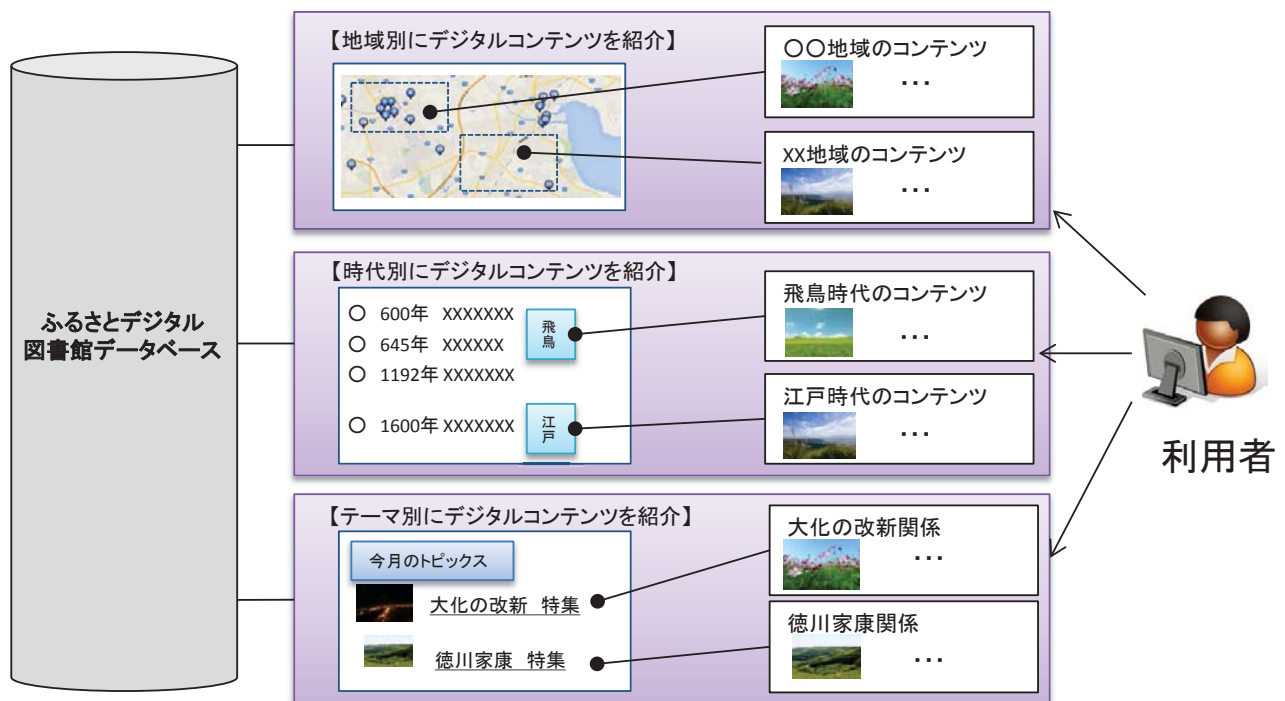 ふるさとデジタル
図書館データベース
【地域別にデジタルコンテンツを紹介】
〇〇地域のコンテンツ
...
XX地域のコンテンツ
...
【時代別にデジタルコンテンツを紹介】
〇 600年 XXXXXXX
〇 645年 XXXXXX
〇 1192年 XXXXXXX
〇 1600年 XXXXXXX
飛鳥
江戸
飛鳥時代のコンテンツ
...
江戸時代のコンテンツ
...
【テーマ別にデジタルコンテンツを紹介】
今月のトピックス
大化の改新 特集
徳川家康 特集
大化の改新関係
...
徳川家康関係
...
利用者